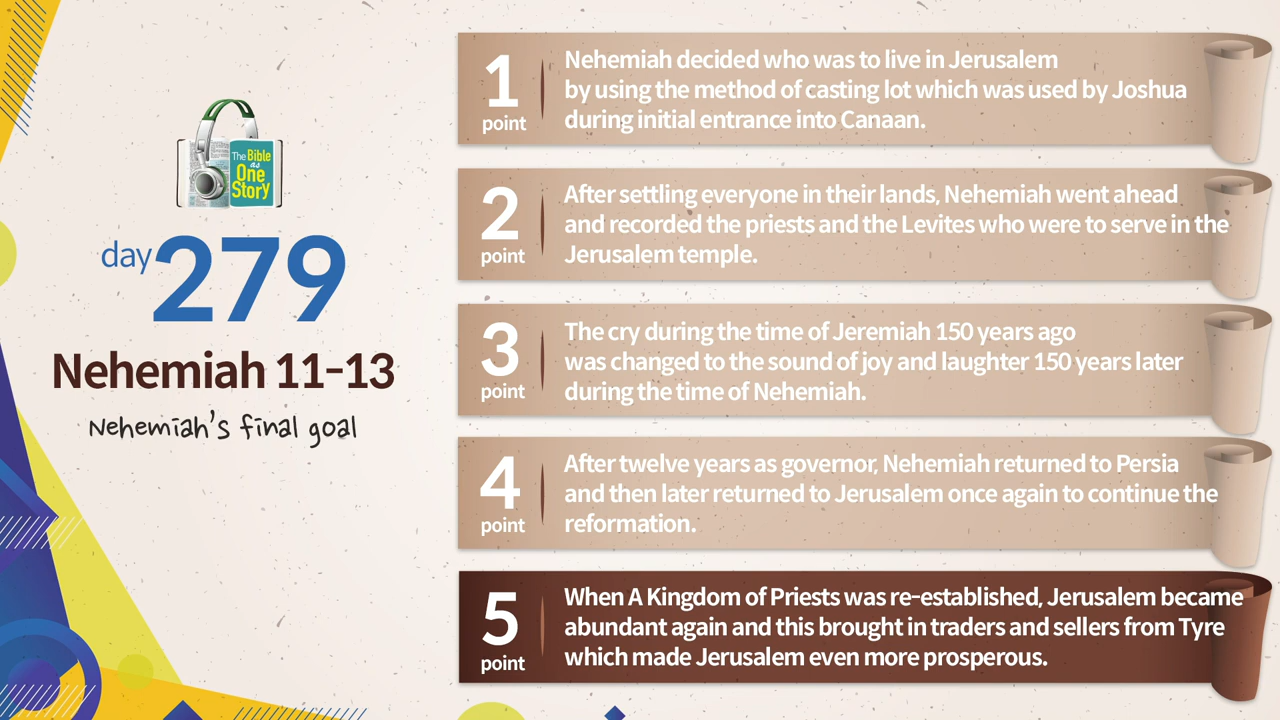 The Bible
as
One
Story
day 279
Nehemiah 11-13
Nehemiah's final goal
1
point
Nehemiah decided who was to live in Jerusalem
by using the method of casting lot which was used by Joshua
during initial entrance into Canaan.
2
point
After settling everyone in their lands, Nehemiah went ahead
and recorded the priests and the Levites who were to serve in the
Jerusalem temple.
3
point
The cry during the time of Jeremiah 150 years ago
was changed to the sound of joy and laughter 150 years later
during the time of Nehemiah.
4
point
After twelve years as governor, Nehemiah returned to Persia
and then later returned to Jerusalem once again to continue the
reformation.
5
point
When A Kingdom of Priests was re-established, Jerusalem became
abundant again and this brought in traders and sellers from Tyre
which made Jerusalem even more prosperous.